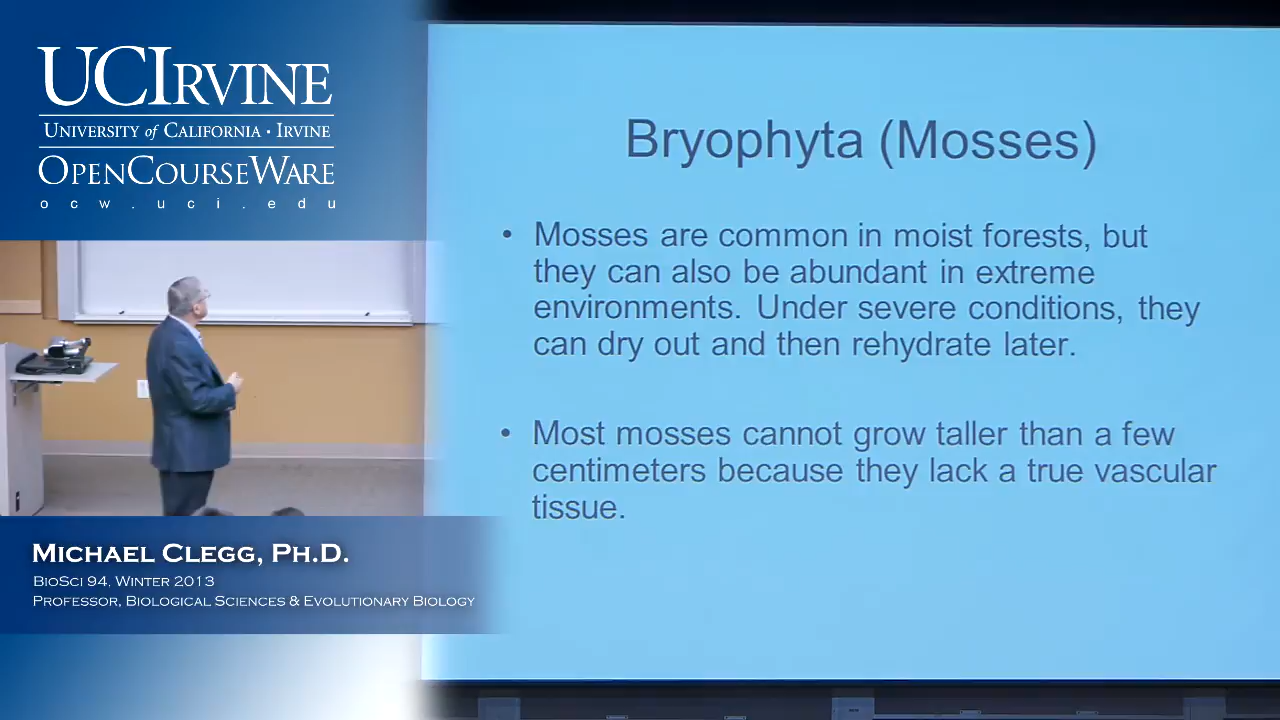 UCIRVINE
UNIVERSITY of CALIFORNIA · IRVINE
OPENCOURSEWARE
ocw.uci.edu
Bryophyta (Mosses)
• Mosses are common in moist forests, but
they can also be abundant in extreme
environments. Under severe conditions, they
can dry out and then rehydrate later.
• Most mosses cannot grow taller than a few
centimeters because they lack a true vascular
tissue.
MICHAEL CLEGG, PH.D.
BIOSCI 94, WINTER 2013
PROFESSOR, BIOLOGICAL SCIENCES & EVOLUTIONARY BIOLOGY